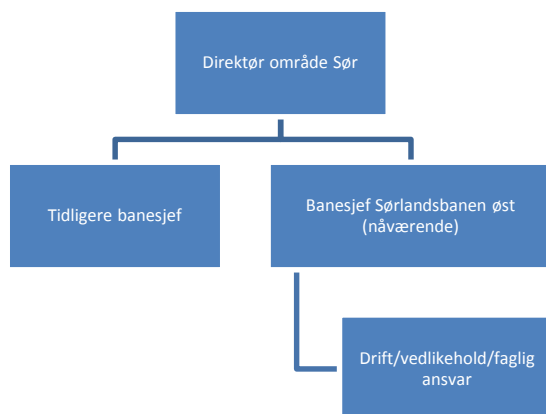 Direktør område Sør
Tidligere banesjef
Banesjef Sørlandsbanen øst
(nåværende)
Drift/vedlikehold/faglig
ansvar